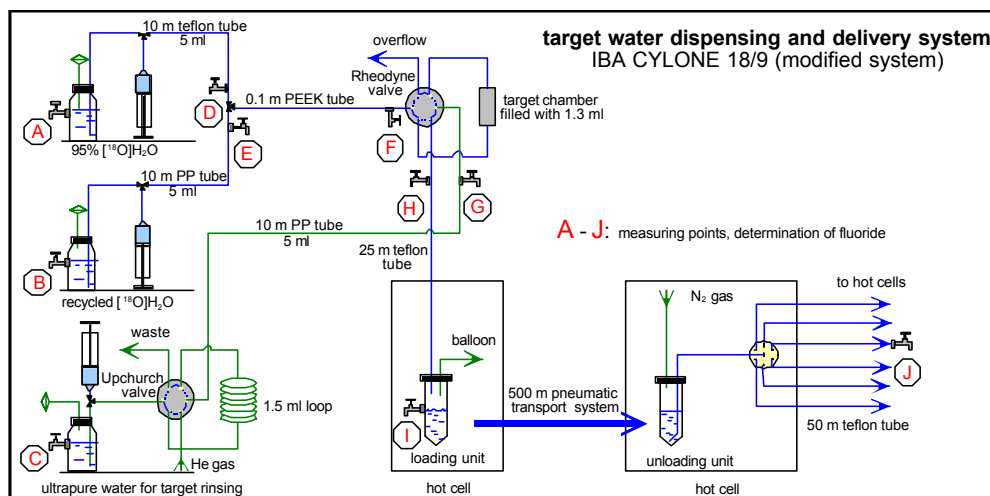 target water dispensing and delivery system
IBA CYLONE 18/9 (modified system)
10 m teflon tube
5 ml
overflow
Rheodyne
valve
target chamber
filled with 1.3 ml
A
D
0.1 m PEEK tube
F
E
95% [¹⁸O]H₂O
10 m PP tube
5 ml
H
G
10 m PP tube
5 ml
A - J: measuring points, determination of fluoride
25 m teflon
tube
B
recycled [¹⁸O]H₂O
N₂ gas
to hot cells
waste
balloon
Upchurch
valve
1.5 ml loop
J
500 m pneumatic
transport system
C
I
50 m teflon tube
He gas
loading unit
unloading unit
ultrapure water for target rinsing
hot cell
hot cell